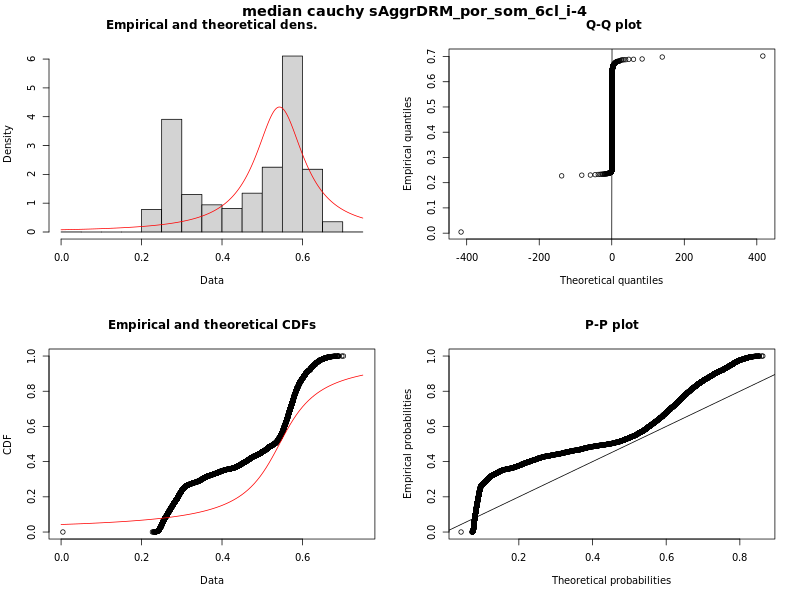 median cauchy sAggrDRM_por_som_6cl_i-4
Empirical and theoretical dens.
Density
0 1 2 3 4 5 6
0.0 0.2 0.4 0.6
Data
Q-Q plot
Empirical quantiles
0.0 0.1 0.2 0.3 0.4 0.5 0.6 0.7
-400 -200 0 200 400
Theoretical quantiles
Empirical and theoretical CDFs
CDF
0.0 0.2 0.4 0.6 0.8 1.0
0.0 0.2 0.4 0.6
Data
P-P plot
Empirical probabilities
0.0 0.2 0.4 0.6 0.8 1.0
0.2 0.4 0.6 0.8
Theoretical probabilities